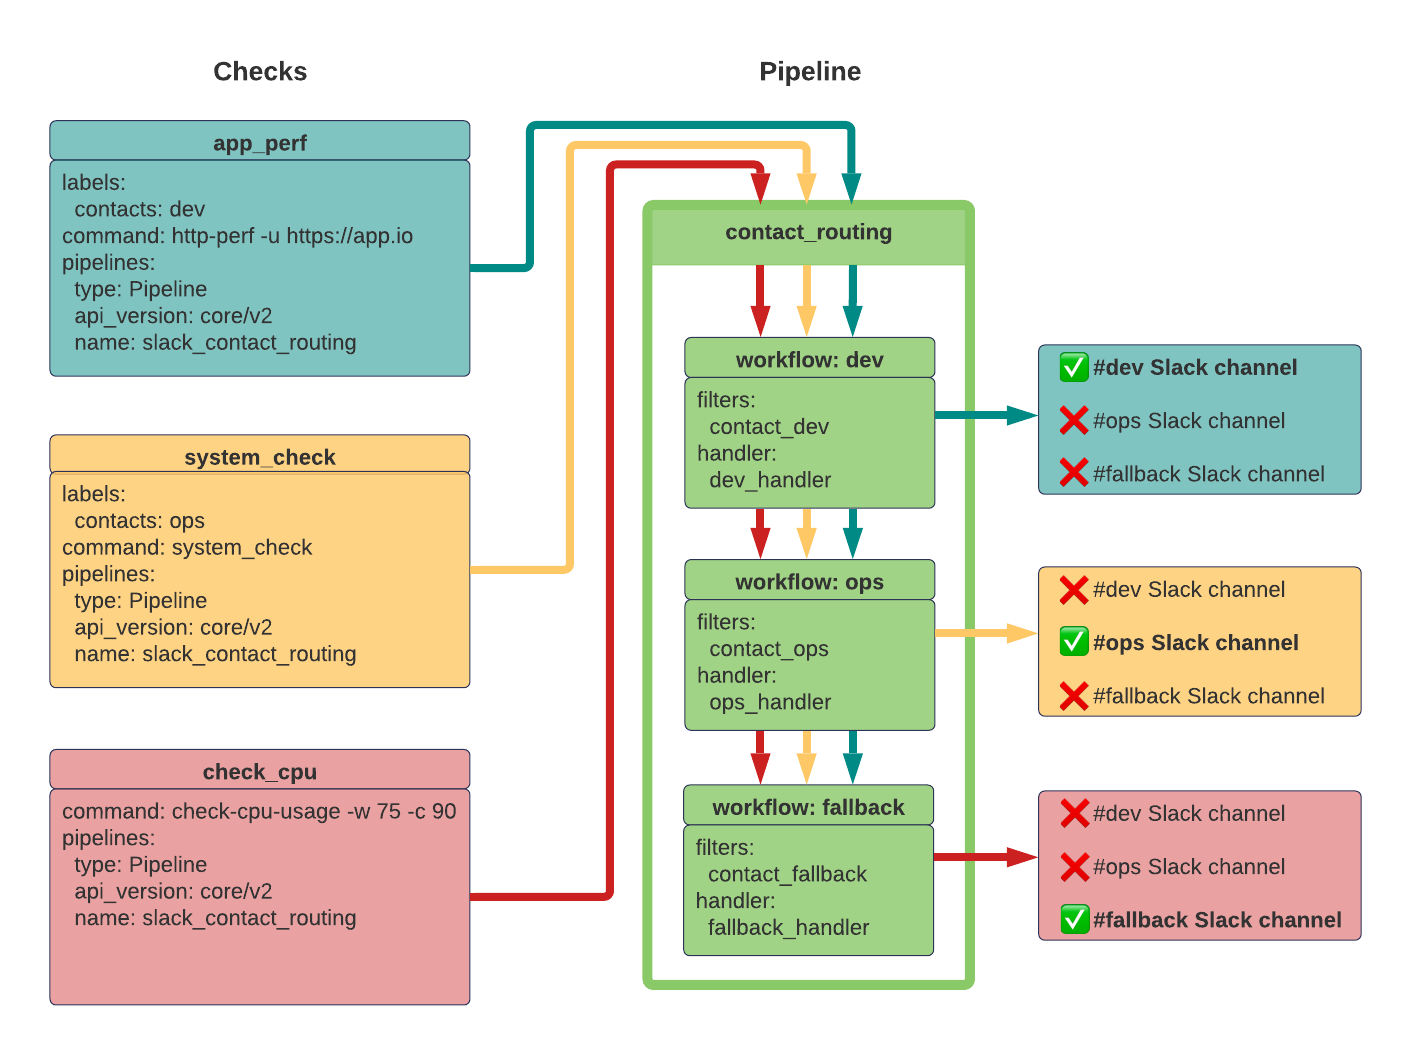 Checks
Pipeline
app_perf
labels:
contacts: dev
command: http-perf -u https://app.io
pipelines:
type: Pipeline
api_version: core/v2
name: slack_contact_routing
system_check
labels:
contacts: ops
command: system_check
pipelines:
type: Pipeline
api_version: core/v2
name: slack_contact_routing
check_cpu
command: check-cpu-usage -w 75 -c 90
pipelines:
type: Pipeline
api_version: core/v2
name: slack_contact_routing
contact_routing
workflow: dev
filters:
contact_dev
handler:
dev_handler
workflow: ops
filters:
contact_ops
handler:
ops_handler
workflow: fallback
filters:
contact_fallback
handler:
fallback_handler
#dev Slack channel
#ops Slack channel
#fallback Slack channel
#dev Slack channel
#ops Slack channel
#fallback Slack channel
#dev Slack channel
#ops Slack channel
#fallback Slack channel